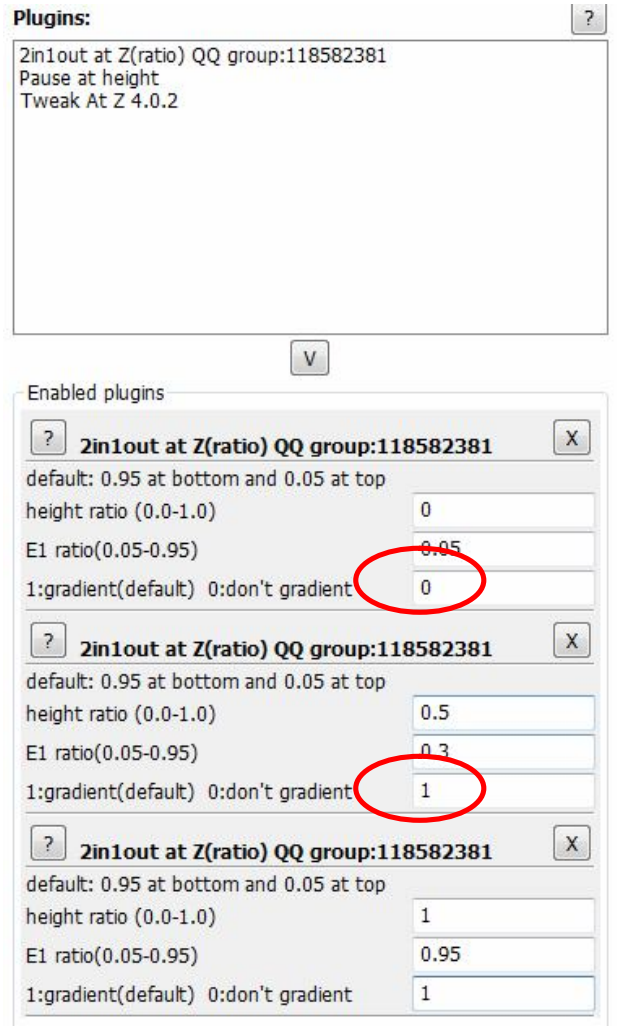 Plugins: ?
2in1out at Z(ratio) QQ group:118582381
Pause at height
Tweak At Z 4.0.2
V
Enabled plugins
? 2in1out at Z(ratio) QQ group:118582381 X
default: 0.95 at bottom and 0.05 at top
height ratio (0.0-1.0) 0
E1 ratio(0.05-0.95) 0.05
1:gradient(default) 0:don't gradient 0
? 2in1out at Z(ratio) QQ group:118582381 X
default: 0.95 at bottom and 0.05 at top
height ratio (0.0-1.0) 0.5
E1 ratio(0.05-0.95) 0.3
1:gradient(default) 0:don't gradient 1
? 2in1out at Z(ratio) QQ group:118582381 X
default: 0.95 at bottom and 0.05 at top
height ratio (0.0-1.0) 1
E1 ratio(0.05-0.95) 0.95
1:gradient(default) 0:don't gradient 1